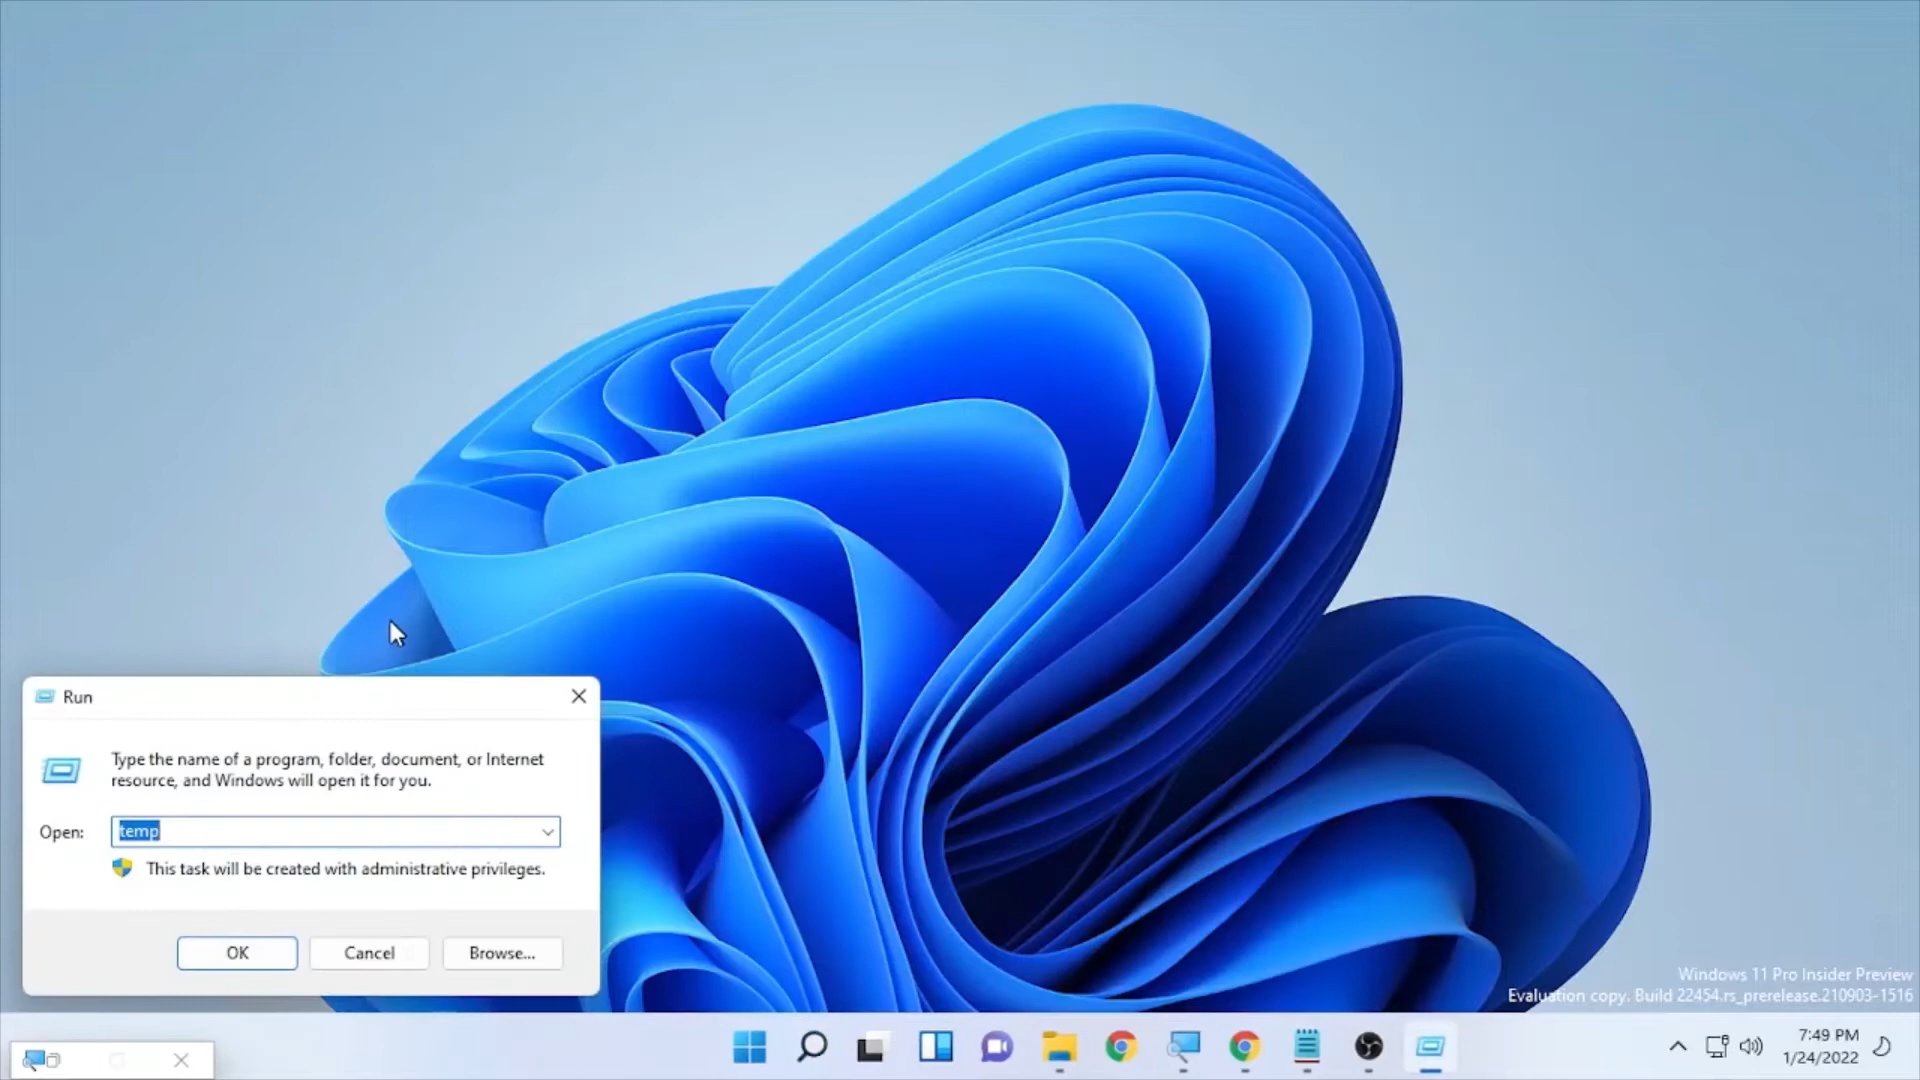 Run
Type the name of a program, folder, document, or Internet
resource, and Windows will open it for you.
Open:
temp
This task will be created with administrative privileges.
OK
Cancel
Browse...
Windows 11 Pro Insider Preview
Evaluation copy. Build 22454.rs_prerelease.210903-1516
7:49 PM
1/24/2022